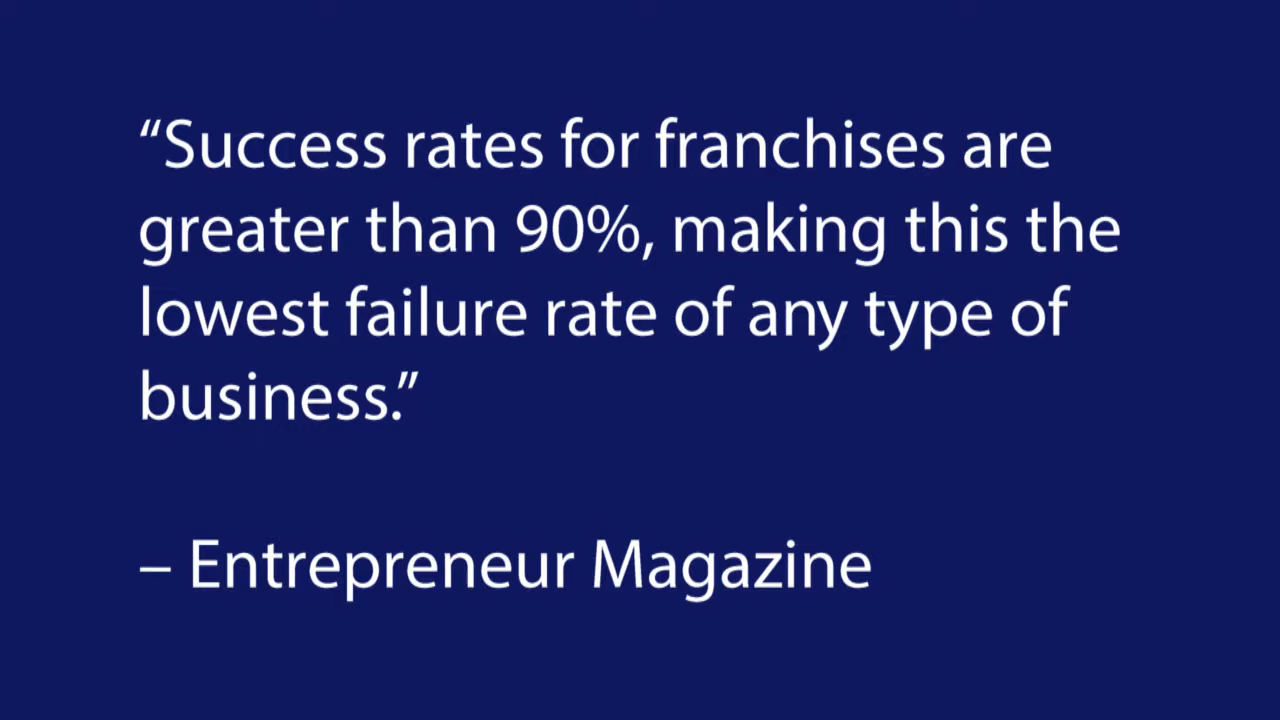 “Success rates for franchises are
greater than 90%, making this the
lowest failure rate of any type of
business.”
– Entrepreneur Magazine